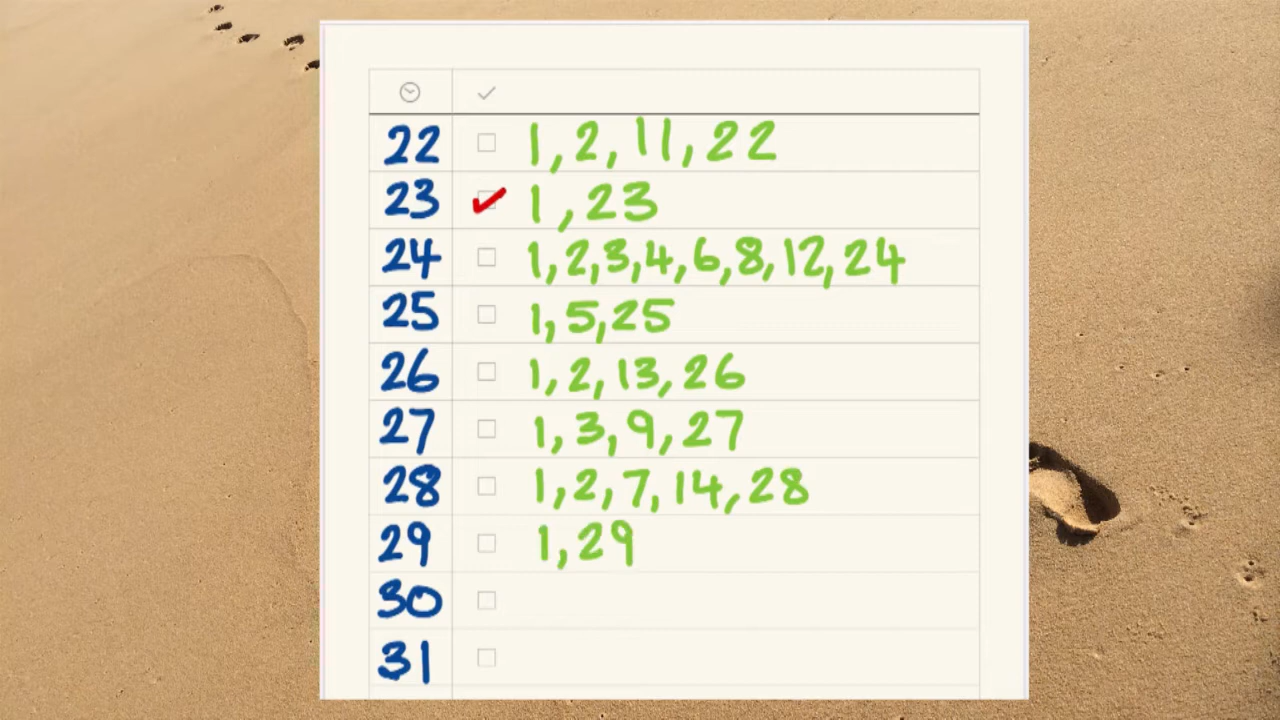 22 1, 2, 11, 22
23 1, 23
24 1, 2, 3, 4, 6, 8, 12, 24
25 1, 5, 25
26 1, 2, 13, 26
27 1, 3, 9, 27
28 1, 2, 7, 14, 28
29 1, 29
30
31